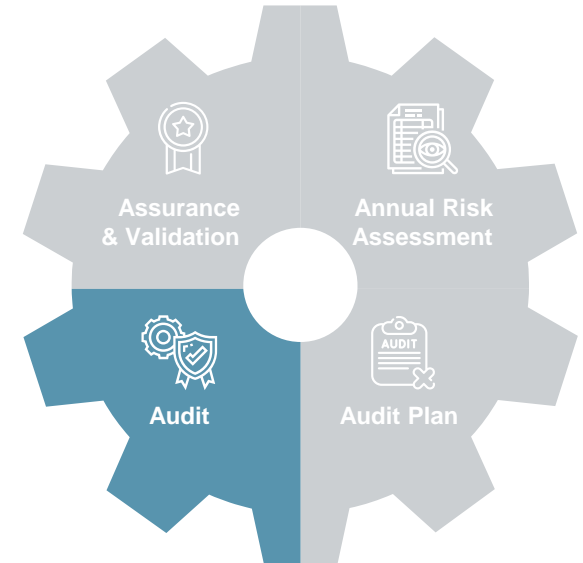 Assurance
& Validation
Annual Risk
Assessment
Audit
AUDIT
Audit Plan